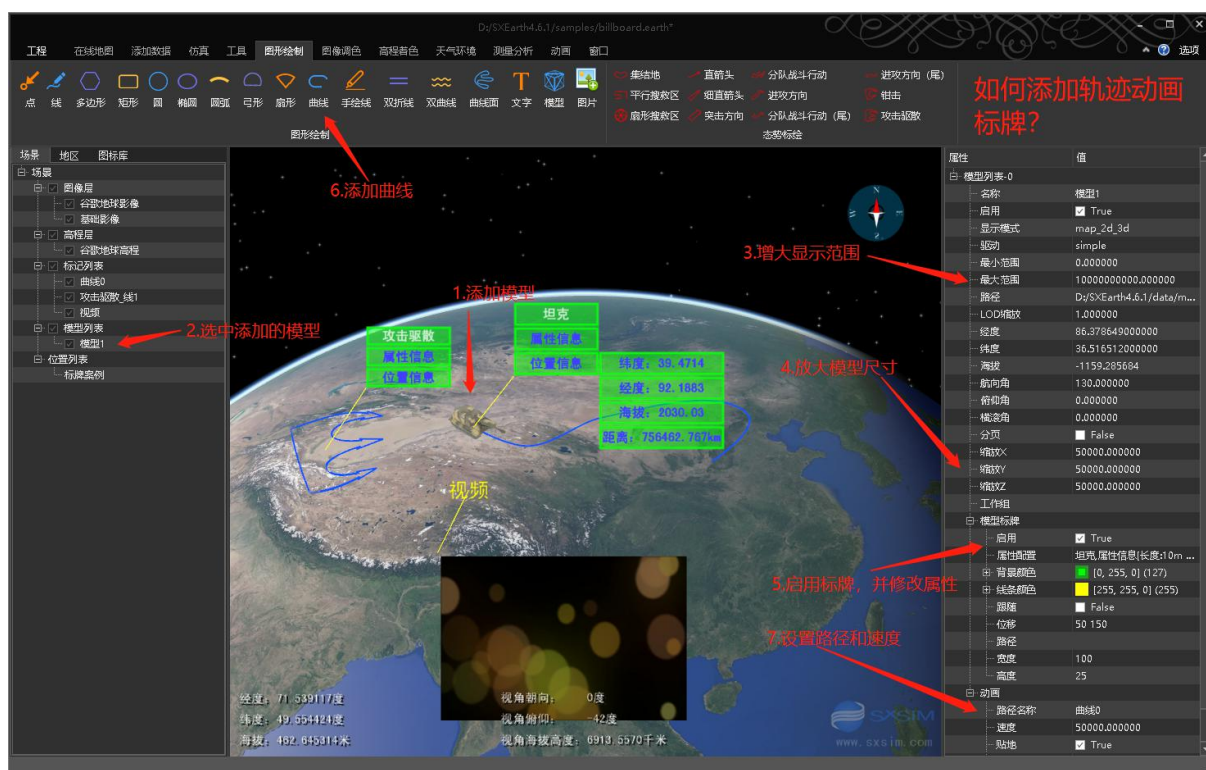 D:/SXEarth4.6.1/samples/billboard.earth*
工程 在线地图 添加数据 仿真 工具 图形绘制 图像调色 高程着色 天气环境 测量分析 动画 窗口
选项
点 线 多边形 矩形 圆 椭圆 圆弧 弓形 扇形 曲线 手绘线 双折线 双曲线 曲线面 文字 模型 图片
图形绘制
集结地 直箭头 分队战斗行动 进攻方向（尾）
平行搜救区 细直箭头 进攻方向 钳击
扇形搜救区 突击方向 分队战斗行动（尾） 攻击驱散
态势标绘
如何添加轨迹动画
标牌？
场景 地区 图标库
场景
图像层
谷歌地球影像
基础影像
高程层
谷歌地球高程
标记列表
曲线0
攻击驱散_线1
视频
模型列表
模型1
位置列表
标牌案例
6.添加曲线
N
1.添加模型
2.选中添加的模型
3.增大显示范围
4.放大模型尺寸
5.启用标牌，并修改属性
7.设置路径和速度
攻击驱散
属性信息
位置信息
坦克
属性信息
位置信息
纬度：39.4714
经度：92.1883
海拔：2030.03
距离：756462.767km
视频
经度：71.539117度
纬度：49.554424度
海拔：462.645314米
视角朝向： 0度
视角俯仰： -42度
视角海拔高度：6913.5570千米
SXSIM
www.sxsim.com
属性 值
模型列表-0
名称 模型1
启用 True
显示模式 map_2d_3d
驱动 simple
最小范围 0.000000
最大范围 10000000000.000000
路径 D:/SXEarth4.6.1/data/m...
LOD缩放 1.000000
经度 86.378649000000
纬度 36.516512000000
海拔 -1159.285684
航向角 130.000000
俯仰角 0.000000
横滚角 0.000000
分页 False
缩放X 50000.000000
缩放Y 50000.000000
缩放Z 50000.000000
工作组
模型标牌
启用 True
属性配置 坦克,属性信息[长度:10m ...
背景颜色 [0, 255, 0] (127)
线条颜色 [255, 255, 0] (255)
跟随 False
位移 50 150
路径
宽度 100
高度 25
动画
路径名称 曲线0
速度 50000.000000
贴地 True